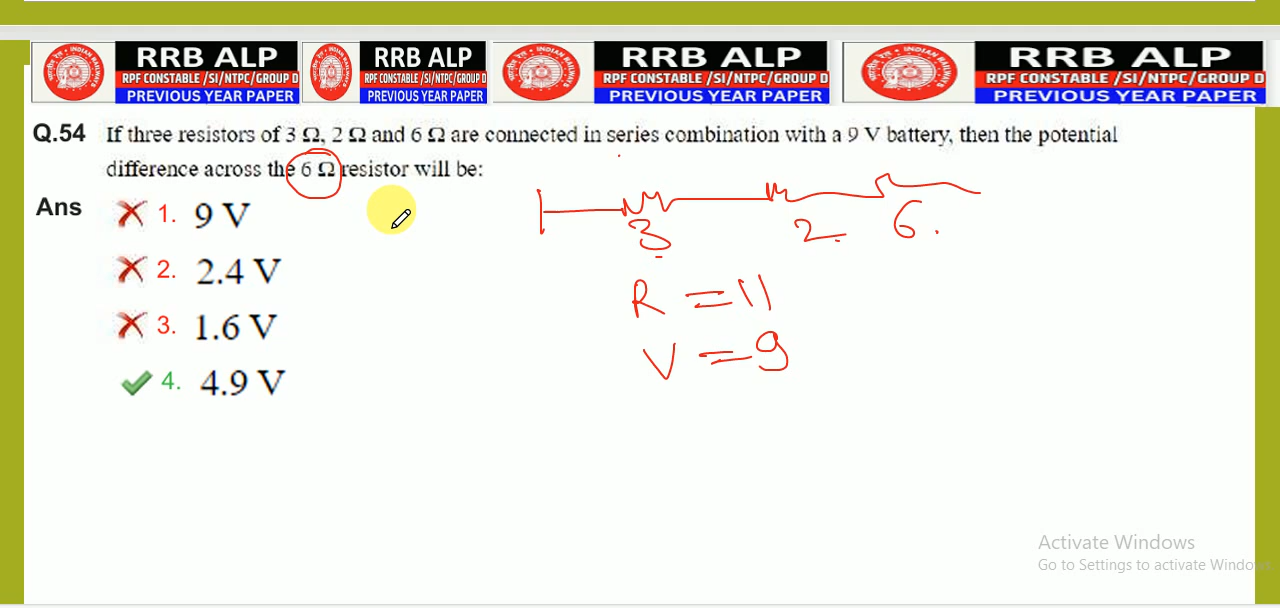 RRB ALP RRB ALP RRB ALP RRB ALP
RPF CONSTABLE /SI/NTPC/GROUP D RPF CONSTABLE /SI/NTPC/GROUP D RPF CONSTABLE /SI/NTPC/GROUP D RPF CONSTABLE /SI/NTPC/GROUP D
PREVIOUS YEAR PAPER PREVIOUS YEAR PAPER PREVIOUS YEAR PAPER PREVIOUS YEAR PAPER
Q.54 If three resistors of 3 Ω, 2 Ω and 6 Ω are connected in series combination with a 9 V battery, then the potential
difference across the 6 Ω resistor will be:
Ans 1. 9 V
2. 2.4 V
3. 1.6 V
4. 4.9 V
3 2 6.
R = 11
V = 9
Activate Windows
Go to Settings to activate Windows